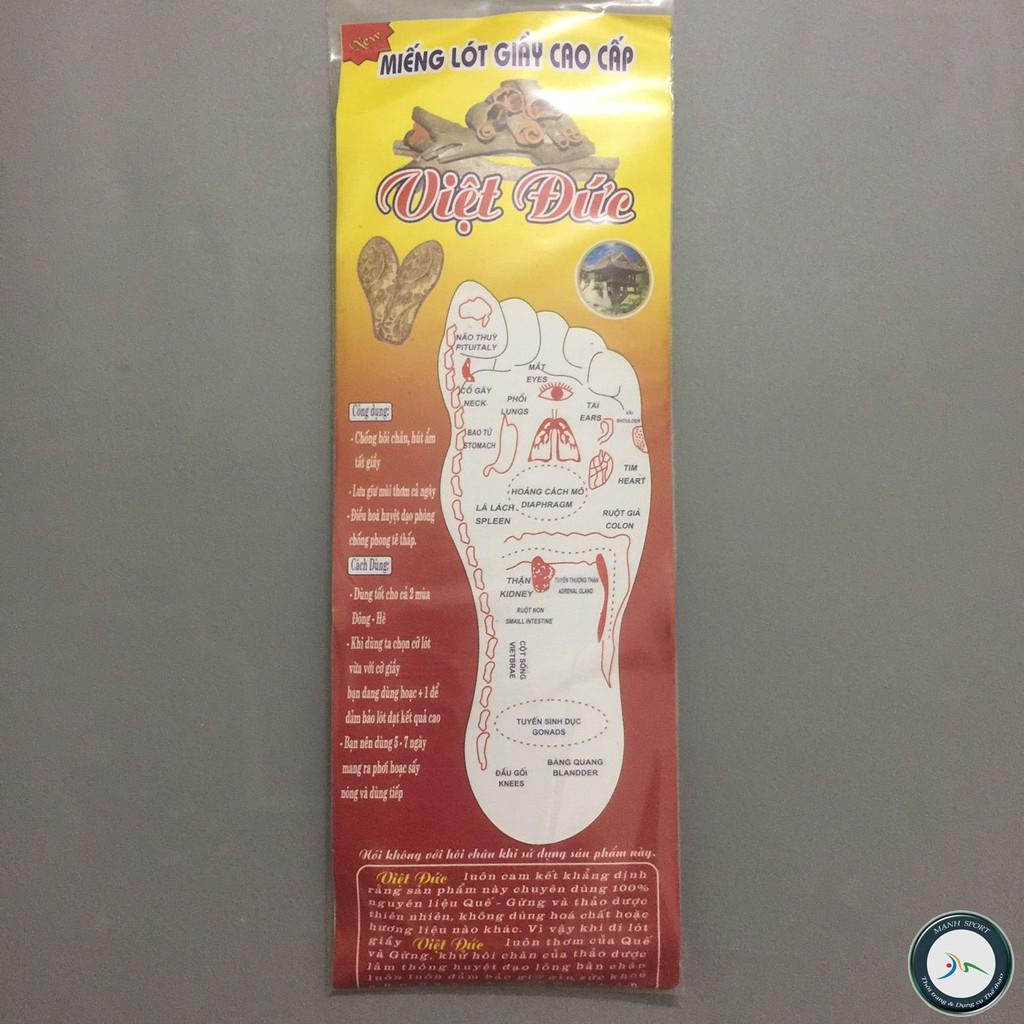 New
MIẾNG LÓT GIẦY CAO CẤP
Việt Đức
NÃO THUỲ
PITUITALY
MẮT
EYES
CỔ GÁY
NECK
PHỔI
LUNGS
TAI
EARS
VAI
SHOULDER
BAO TỬ
STOMACH
TIM
HEART
HOÁNG CÁCH MÔ
DIAPHRAGM
LÁ LÁCH
SPLEEN
RUỘT GIÀ
COLON
THẬN
KIDNEY
TUYẾN THƯỢNG THẬN
ADRENAL GLAND
RUỘT NON
SMAILL INTESTINE
CỘT SỐNG
VIETBRAE
TUYẾN SINH DỤC
GONADS
BÀNG QUANG
BLANDDER
ĐẦU GỐI
KNEES
Công dụng:
- Chống hôi chân, hút ẩm
tất giầy
- Lưu giữ mùi thơm cả ngày
- Điều hoà huyệt đạo phòng
chống phong tê thấp.
Cách Dùng:
- Dùng tốt cho cả 2 mùa
Đông - Hè
- Khi dùng ta chọn cỡ lót
vừa với cỡ giầy
bạn đang dùng hoặc + 1 để
đảm bảo lót đạt kết quả cao
- Bạn nên dùng 5 - 7 ngày
mang ra phơi hoặc sấy
nóng và dùng tiếp
Nói không với hôi chân khi sử dụng sản phẩm này.
Việt Đức luôn cam kết khẳng định
rằng sản phẩm này chuyên dùng 100%
nguyên liệu Quế - Gừng và thảo dược
thiên nhiên, không dùng hoá chất hoặc
hương liệu nào khác. Vì vậy khi đi lót
giầy Việt Đức luôn thơm của Quế
và Gừng, khử hôi chân của thảo dược
làm thông huyệt đạo lòng bàn chân
MẠNH SPORT
Thời trang & Dụng cụ Thể thao